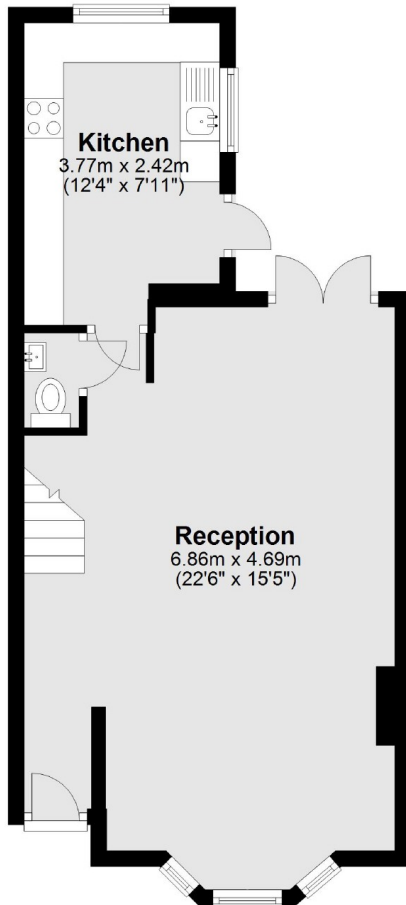 Kitchen
3.77m x 2.42m
(12'4" x 7'11")
Reception
6.86m x 4.69m
(22'6" x 15'5")